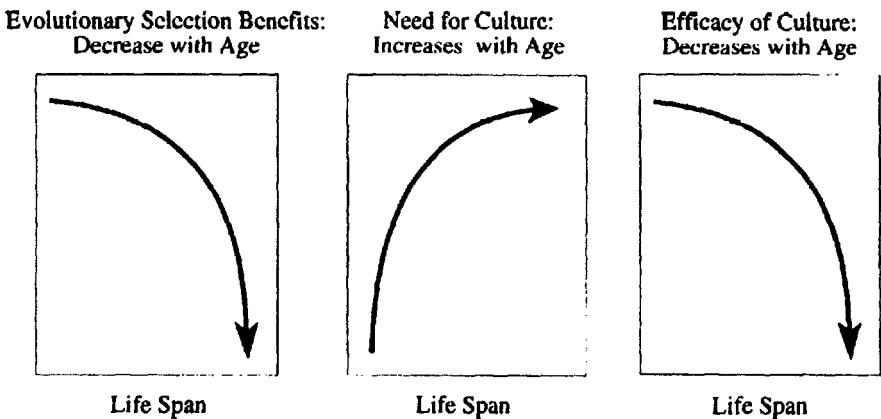 Evolutionary Selection Benefits:
Decrease with Age
Need for Culture:
Increases with Age
Efficacy of Culture:
Decreases with Age
Life Span
Life Span
Life Span